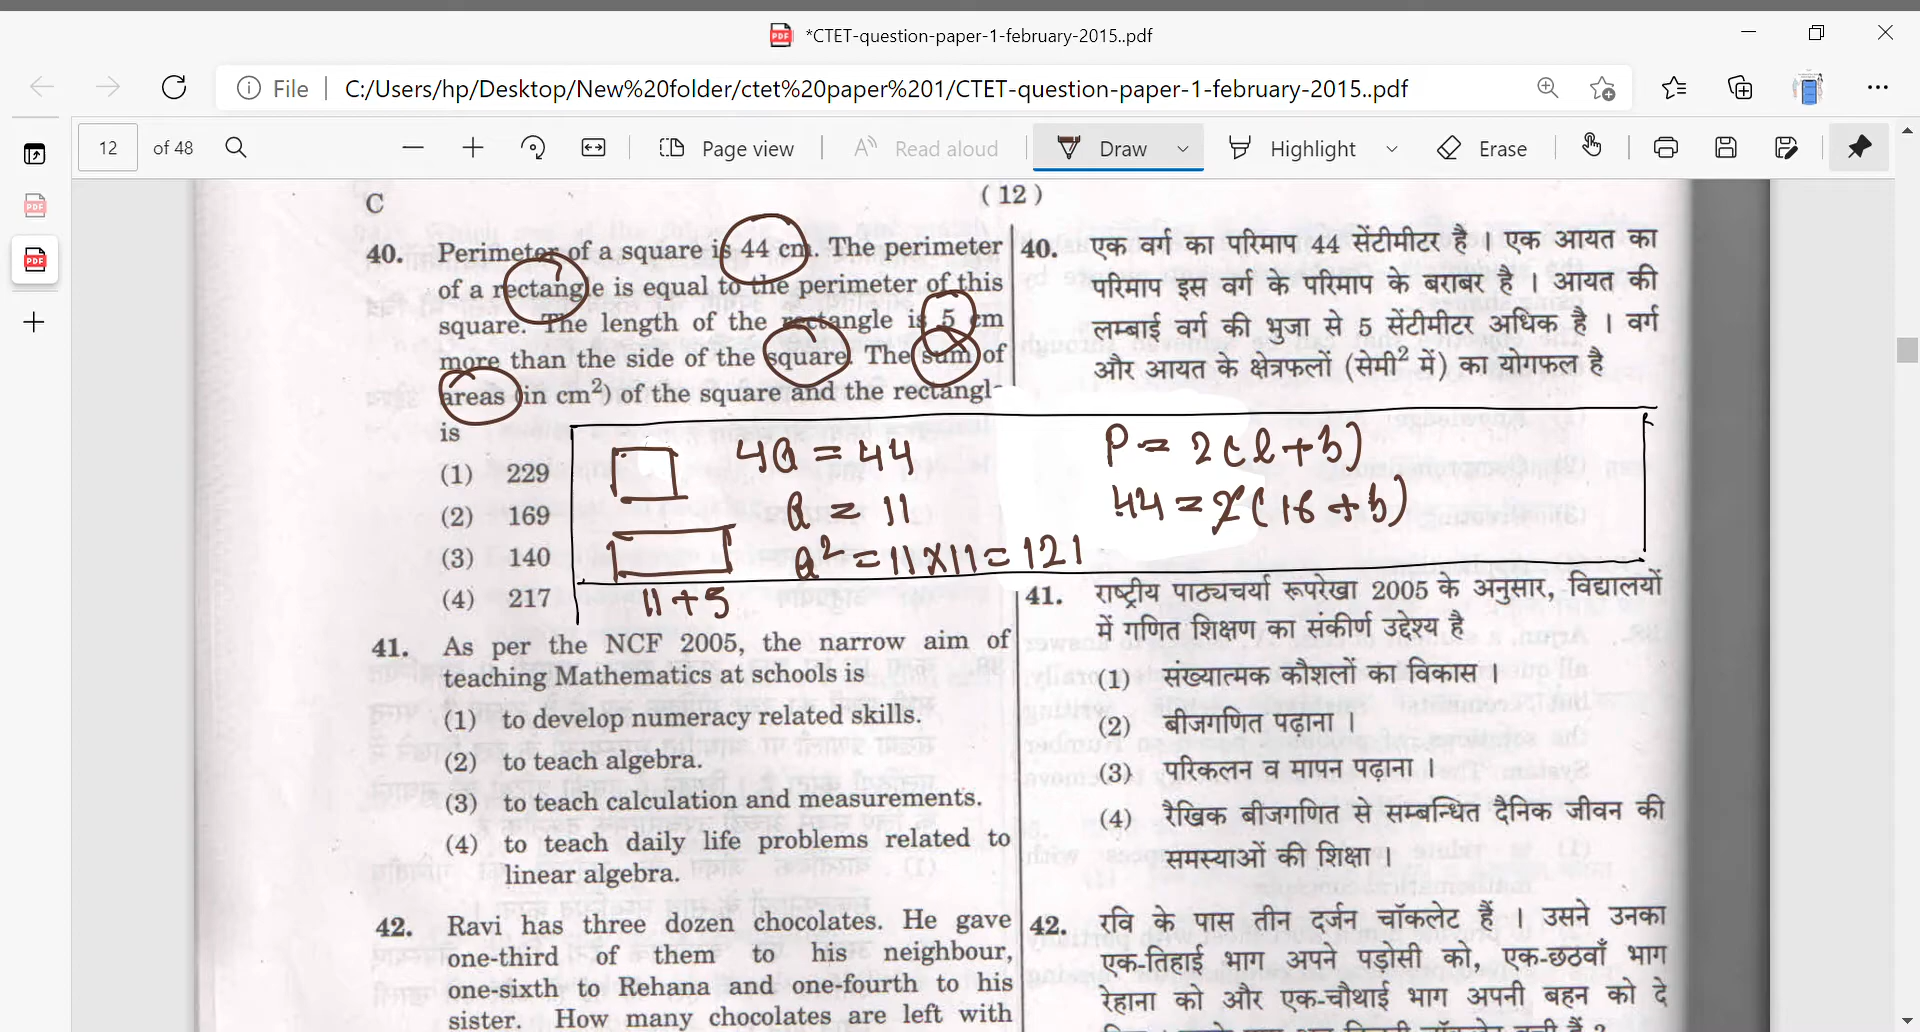 *CTET-question-paper-1-february-2015..pdf
File C:/Users/hp/Desktop/New%20folder/ctet%20paper%201/CTET-question-paper-1-february-2015..pdf
12 of 48 Page view Read aloud Draw Highlight Erase
C
( 12 )
40. Perimeter of a square is 44 cm. The perimeter
of a rectangle is equal to the perimeter of this
square. The length of the rectangle is 5 cm
more than the side of the square. The sum of
areas (in cm²) of the square and the rectangl
is
(1) 229
(2) 169
(3) 140
(4) 217
4a = 44
a = 11
a² = 11×11 = 121
11+5
P = 2(l+b)
44 = 2(16+b)
41. As per the NCF 2005, the narrow aim of
teaching Mathematics at schools is
(1) to develop numeracy related skills.
(2) to teach algebra.
(3) to teach calculation and measurements.
(4) to teach daily life problems related to
linear algebra.
42. Ravi has three dozen chocolates. He gave
one-third of them to his neighbour,
one-sixth to Rehana and one-fourth to his
sister. How many chocolates are left with
40. एक वर्ग का परिमाप 44 सेंटीमीटर है । एक आयत का
परिमाप इस वर्ग के परिमाप के बराबर है । आयत की
लम्बाई वर्ग की भुजा से 5 सेंटीमीटर अधिक है । वर्ग
और आयत के क्षेत्रफलों (सेमी² में) का योगफल है
41. राष्ट्रीय पाठ्यचर्या रूपरेखा 2005 के अनुसार, विद्यालयों
में गणित शिक्षण का संकीर्ण उद्देश्य है
(1) संख्यात्मक कौशलों का विकास ।
(2) बीजगणित पढ़ाना ।
(3) परिकलन व मापन पढ़ाना ।
(4) रैखिक बीजगणित से सम्बन्धित दैनिक जीवन की
समस्याओं की शिक्षा ।
42. रवि के पास तीन दर्जन चॉकलेट हैं । उसने उनका
एक-तिहाई भाग अपने पड़ोसी को, एक-छठवाँ भाग
रेहाना को और एक-चौथाई भाग अपनी बहन को दे